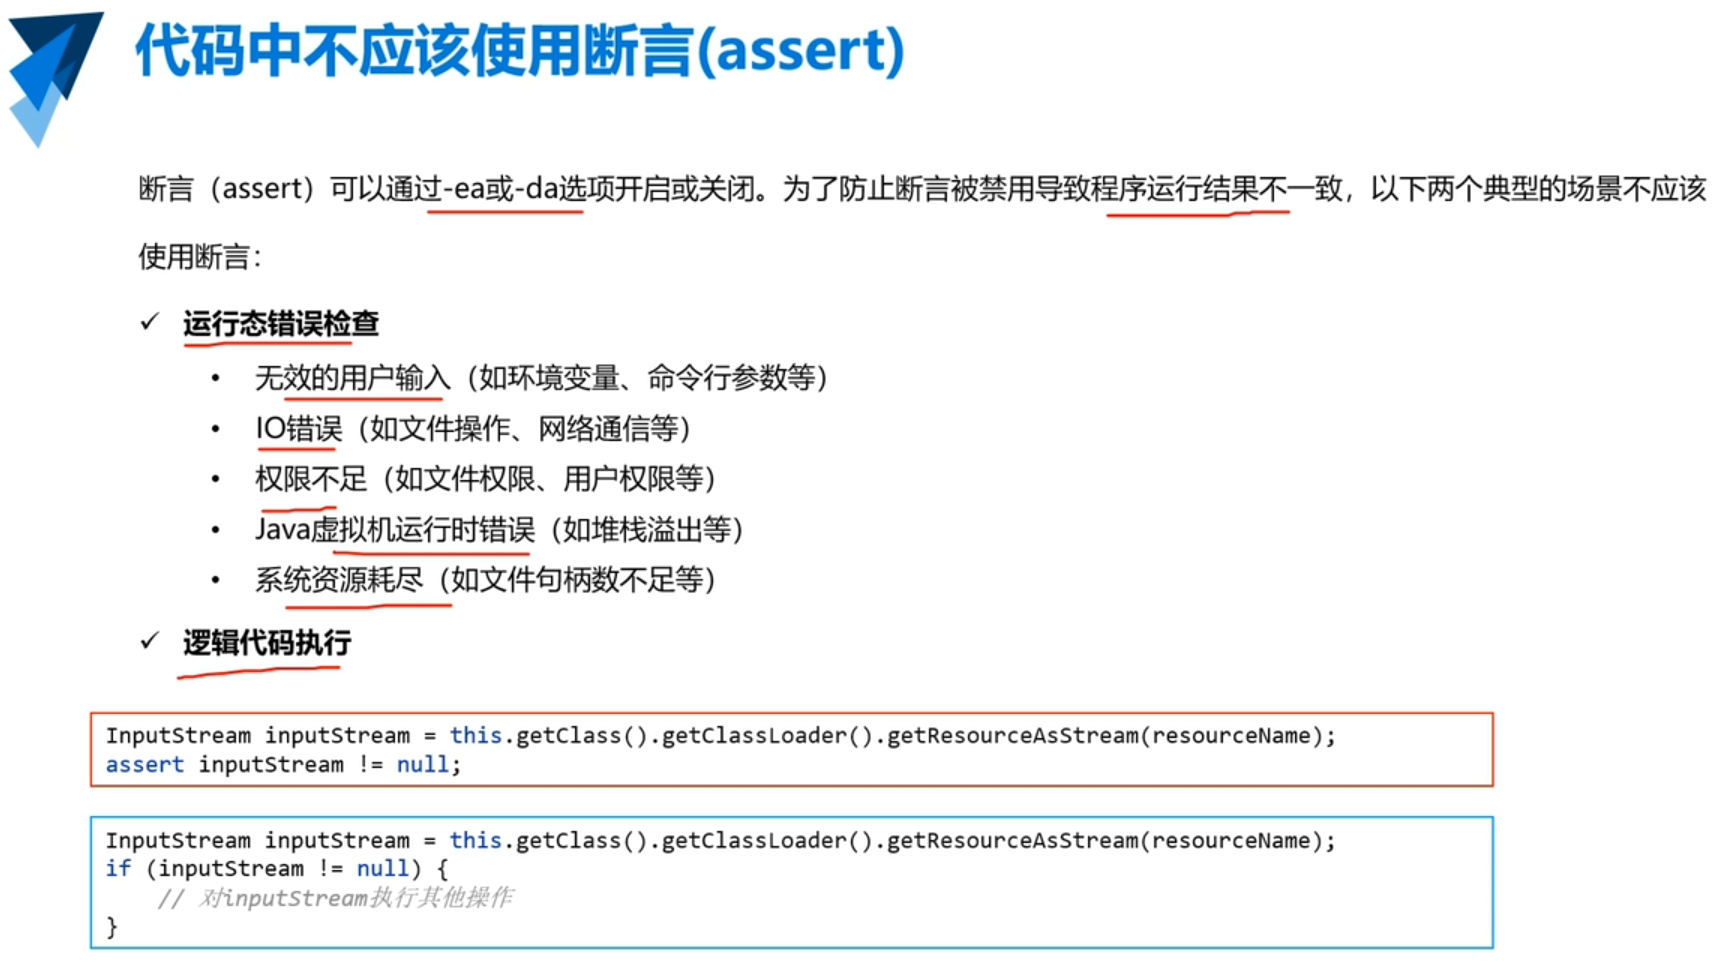 代码中不应该使用断言(assert)
断言（assert）可以通过-ea或-da选项开启或关闭。为了防止断言被禁用导致程序运行结果不一致，以下两个典型的场景不应该
使用断言：
✓ 运行态错误检查
• 无效的用户输入（如环境变量、命令行参数等）
• IO错误（如文件操作、网络通信等）
• 权限不足（如文件权限、用户权限等）
• Java虚拟机运行时错误（如堆栈溢出等）
• 系统资源耗尽（如文件句柄数不足等）
✓ 逻辑代码执行
InputStream inputStream = this.getClass().getClassLoader().getResourceAsStream(resourceName);
assert inputStream != null;
InputStream inputStream = this.getClass().getClassLoader().getResourceAsStream(resourceName);
if (inputStream != null) {
    // 对inputStream执行其他操作
}